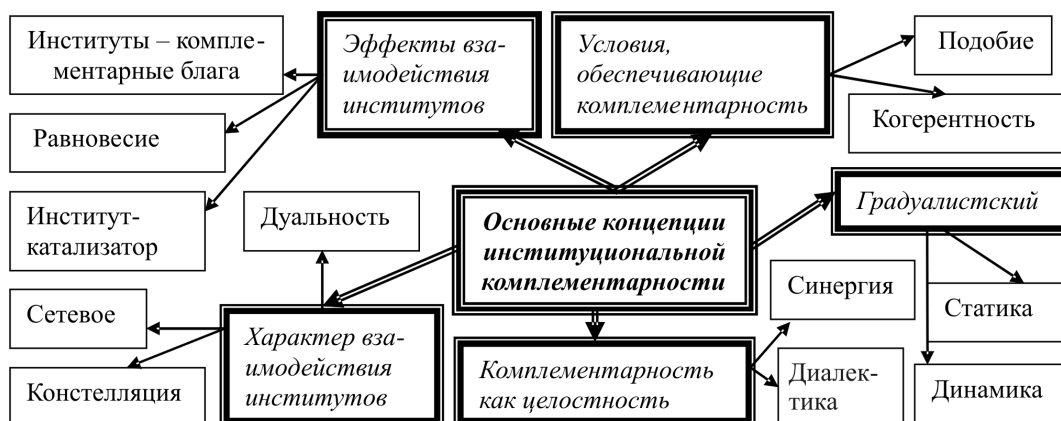 Институты – компле-
ментарные блага
Эффекты вза-
имодействия
институтов
Условия,
обеспечивающие
комплементарность
Подобие
Когерентность
Равновесие
Институт-
катализатор
Дуальность
Основные концепции
институциональной
комплементарности
Градуалистский
Сетевое
Констелляция
Характер вза-
имодействия
институтов
Комплементарность
как целостность
Синергия
Диалек-
тика
Статика
Динамика